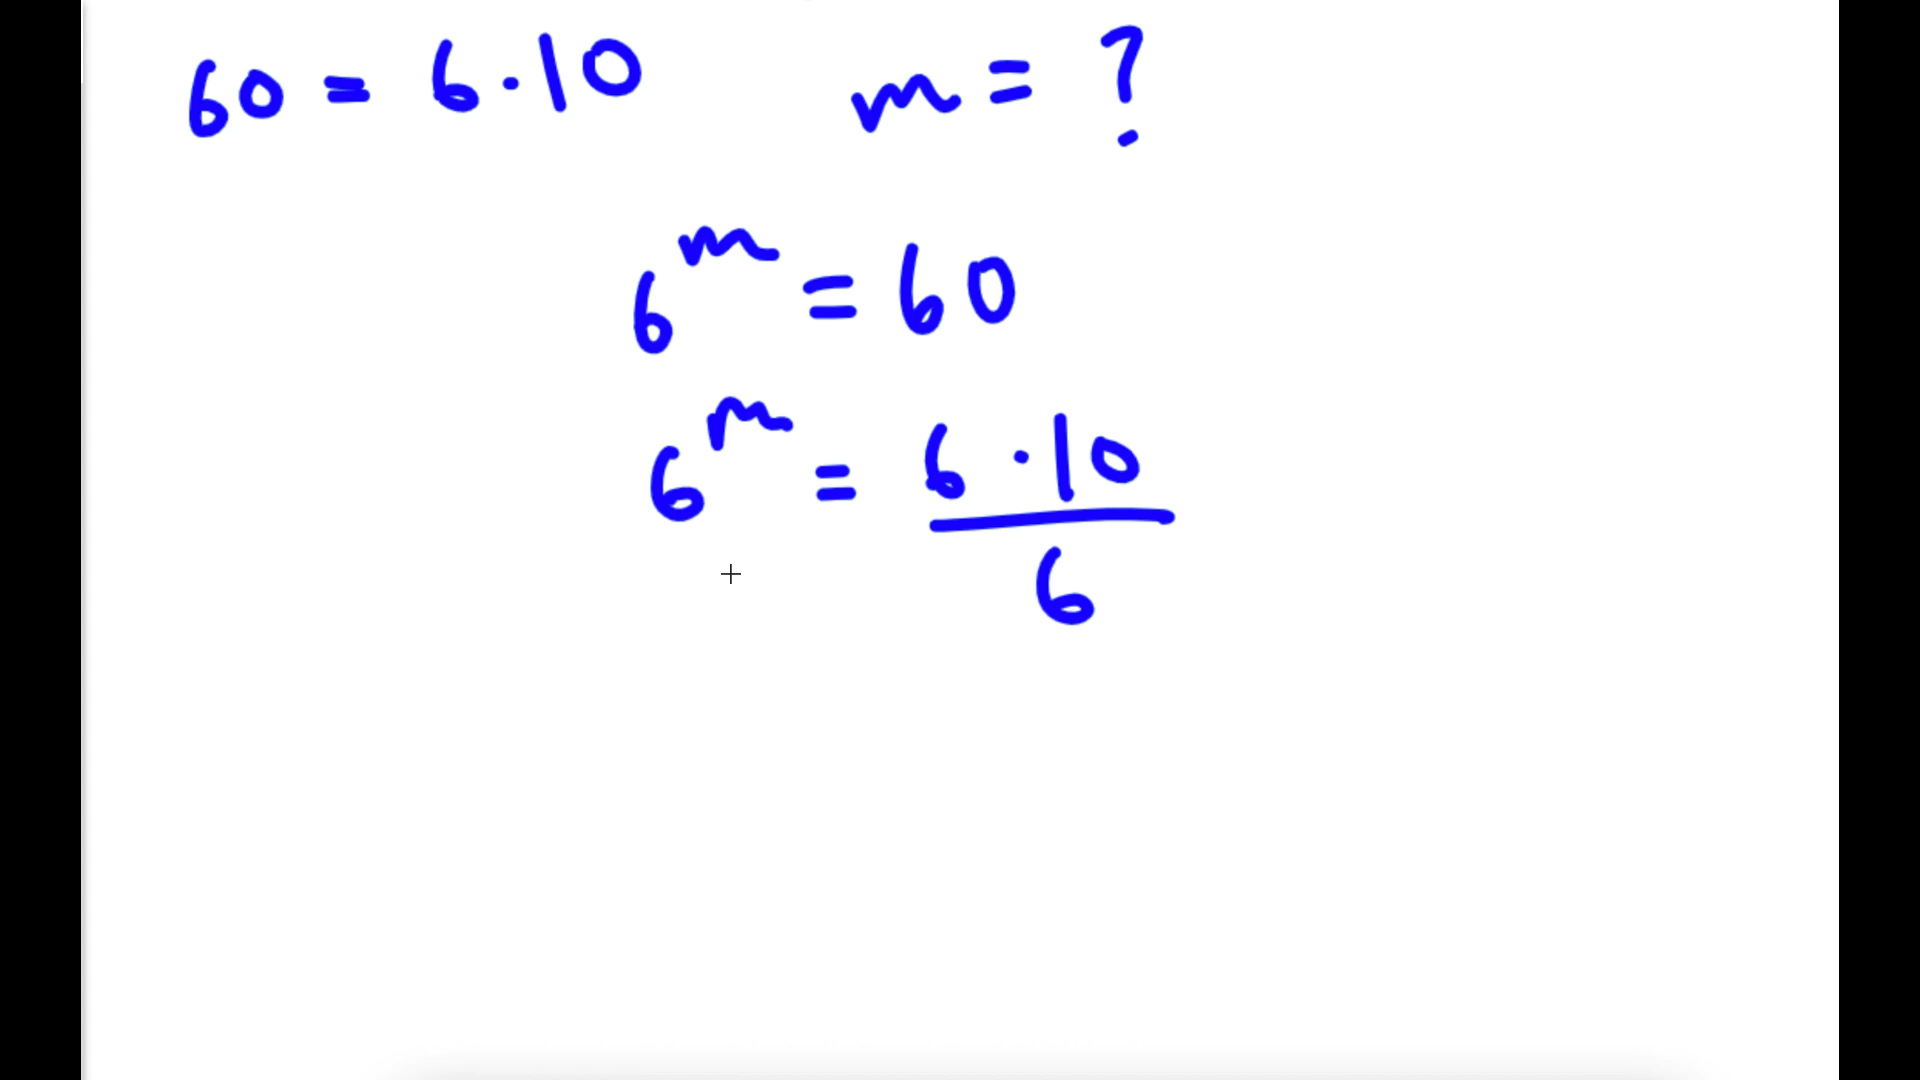 60 = 6·10 m = ?
6^m = 60
6^m = 6·10/6